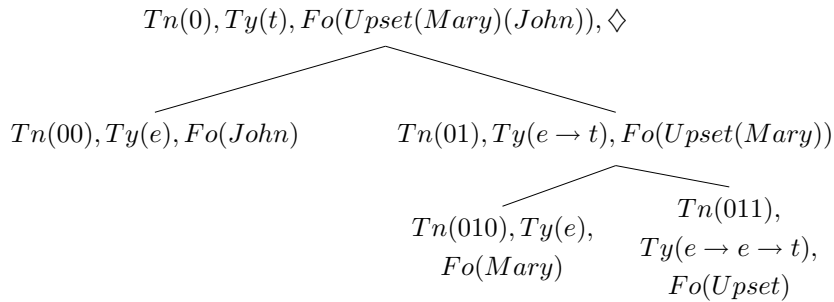 Tn(0), Ty(t), Fo(Upset(Mary)(John)), ♢
Tn(00), Ty(e), Fo(John)
Tn(01), Ty(e → t), Fo(Upset(Mary))
Tn(010), Ty(e),
Fo(Mary)
Tn(011),
Ty(e → e → t),
Fo(Upset)